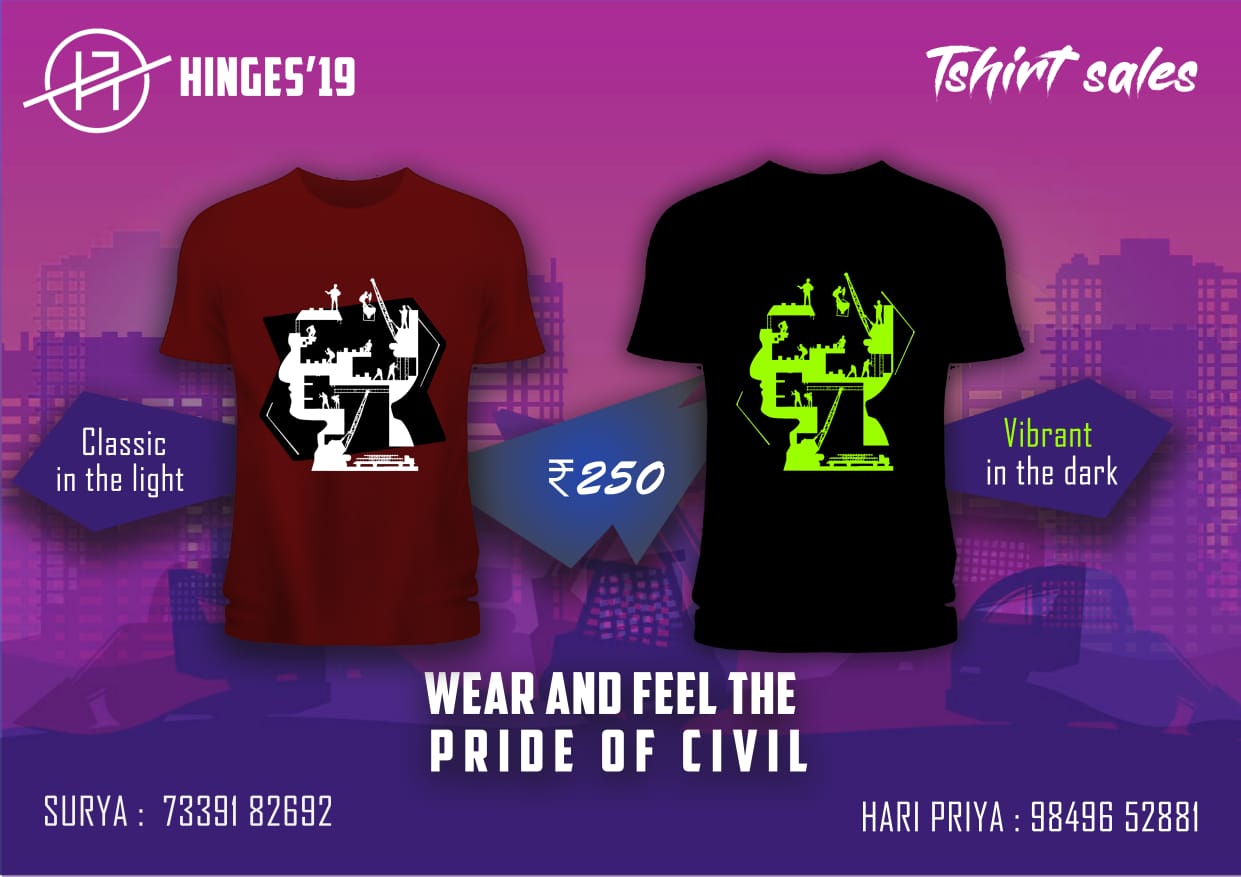 HINGES'19
Tshirt sales
Classic
in the light
₹250
Vibrant
in the dark
WEAR AND FEEL THE
PRIDE OF CIVIL
SURYA : 73391 82692
HARI PRIYA : 98496 52881